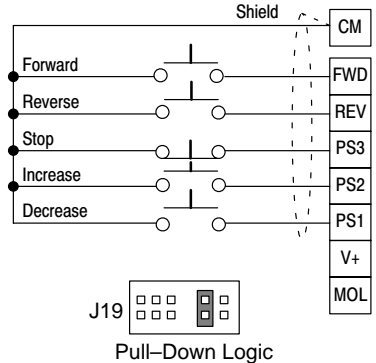 Shield
CM
Forward
FWD
Reverse
REV
Stop
PS3
Increase
PS2
Decrease
PS1
V+
MOL
J19
Pull–Down Logic